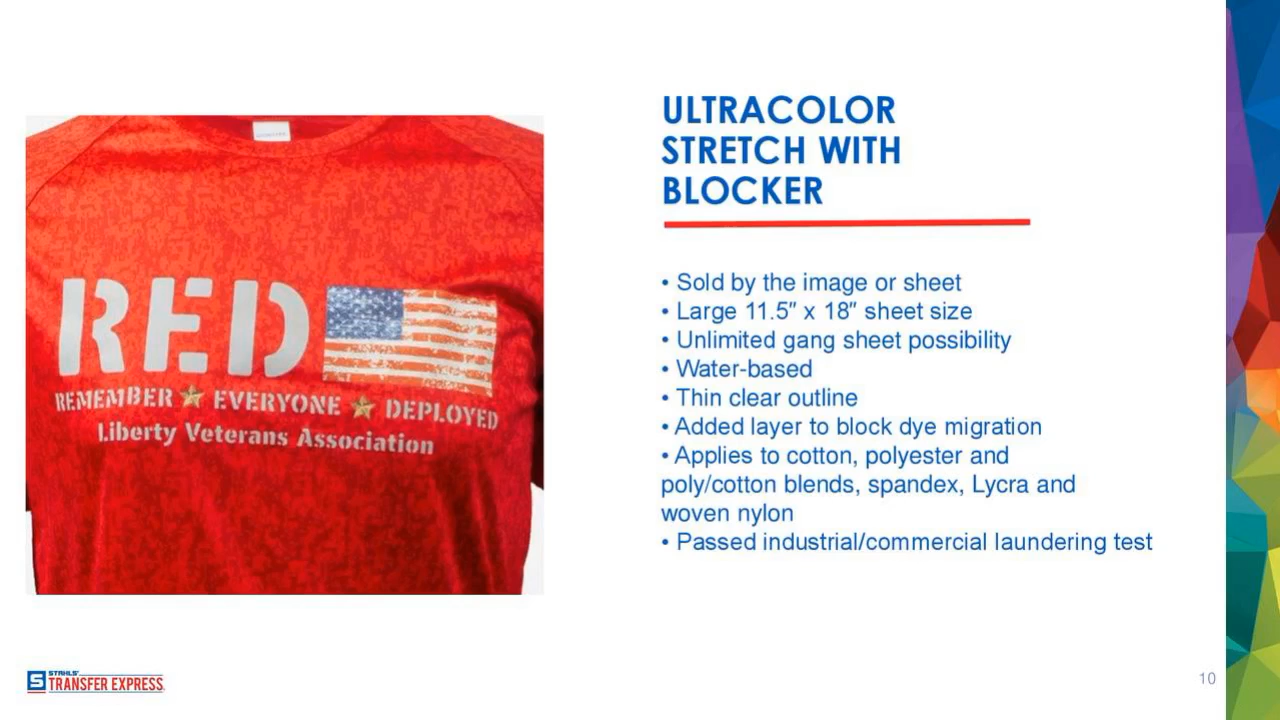 ULTRACOLOR
STRETCH WITH
BLOCKER
• Sold by the image or sheet
• Large 11.5″ x 18″ sheet size
• Unlimited gang sheet possibility
• Water-based
• Thin clear outline
• Added layer to block dye migration
• Applies to cotton, polyester and
poly/cotton blends, spandex, Lycra and
woven nylon
• Passed industrial/commercial laundering test
RED
REMEMBER ★ EVERYONE ★ DEPLOYED
Liberty Veterans Association
S STAHLS'
TRANSFER EXPRESS.
10